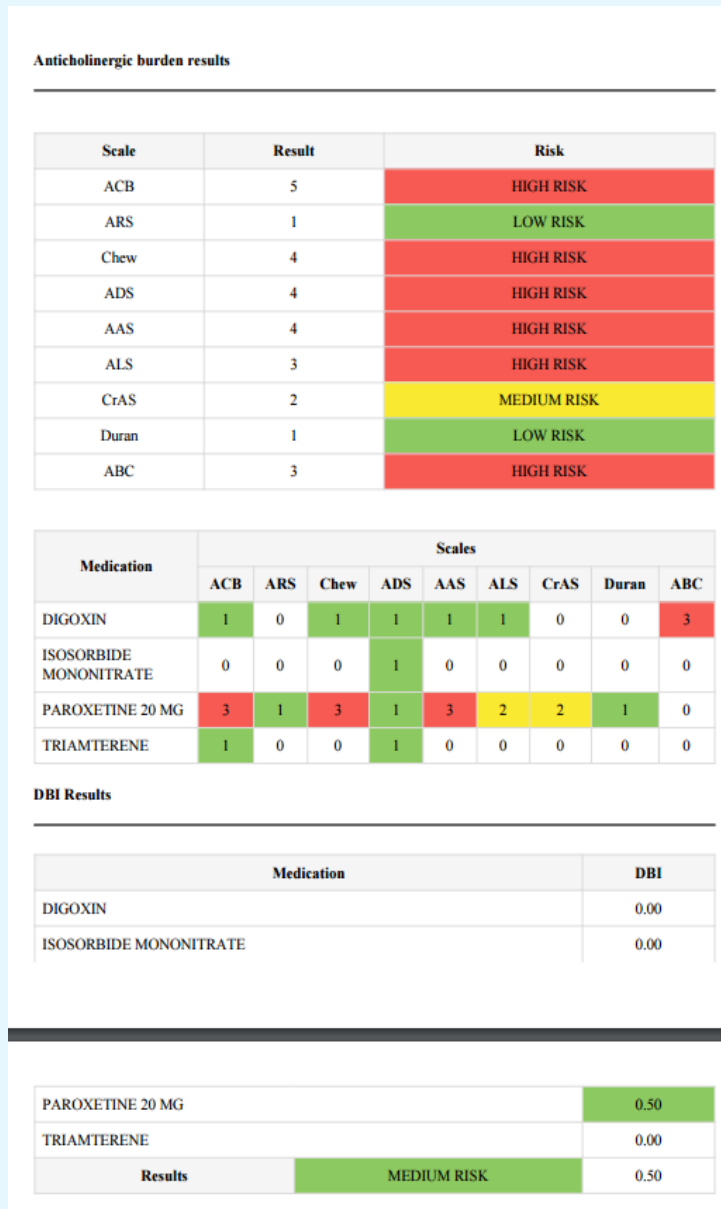 Anticholinergic burden results
Scale Result Risk
ACB 5 HIGH RISK
ARS 1 LOW RISK
Chew 4 HIGH RISK
ADS 4 HIGH RISK
AAS 4 HIGH RISK
ALS 3 HIGH RISK
CrAS 2 MEDIUM RISK
Duran 1 LOW RISK
ABC 3 HIGH RISK
Medication Scales
ACB ARS Chew ADS AAS ALS CrAS Duran ABC
DIGOXIN 1 0 1 1 1 1 0 0 3
ISOSORBIDE
MONONITRATE 0 0 0 1 0 0 0 0 0
PAROXETINE 20 MG 3 1 3 1 3 2 2 1 0
TRIAMTERENE 1 0 0 1 0 0 0 0 0
DBI Results
Medication DBI
DIGOXIN 0.00
ISOSORBIDE MONONITRATE 0.00
PAROXETINE 20 MG 0.50
TRIAMTERENE 0.00
Results MEDIUM RISK 0.50